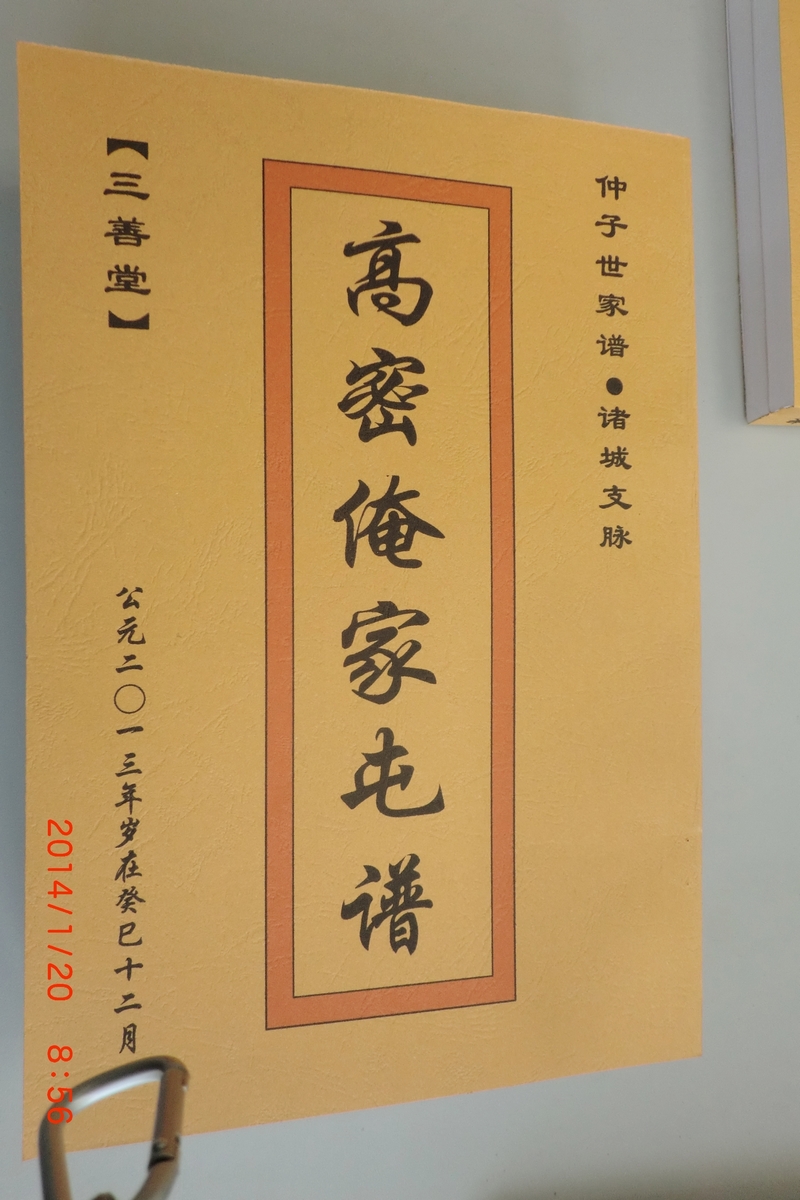 仲子世家谱●诸城支脉
高密俺家屯谱
【三善堂】
公元二〇一三年岁在癸巳十二月
2014/1/20 8:56